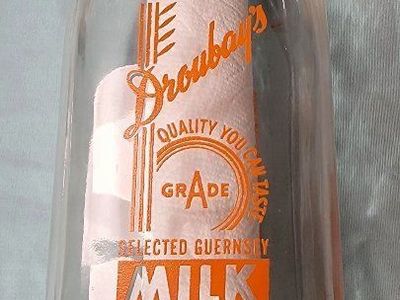 Droubay's
QUALITY YOU CAN TASTE
GRADE A
SELECTED GUERNSEY
MILK